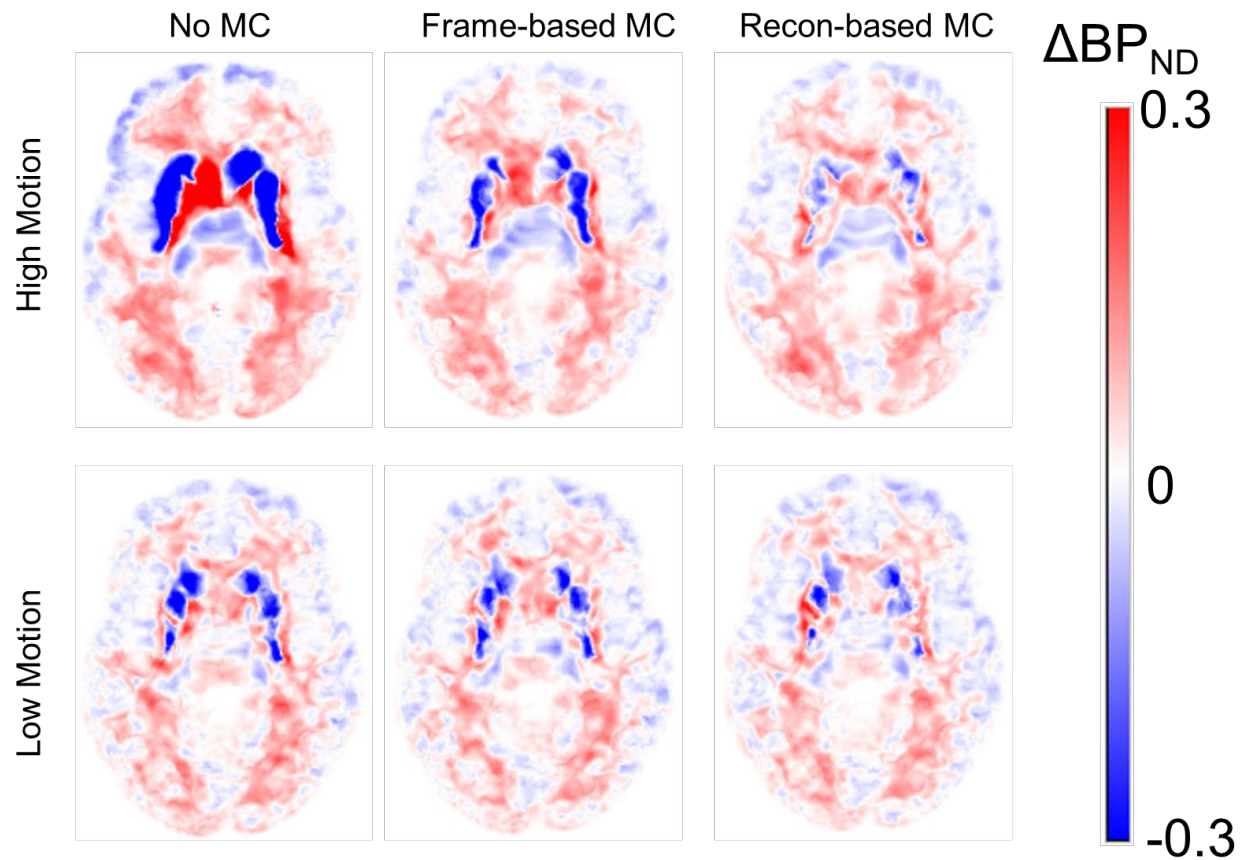 No MC
Frame-based MC
Recon-based MC
ΔBP_ND
0.3
High Motion
0
Low Motion
-0.3